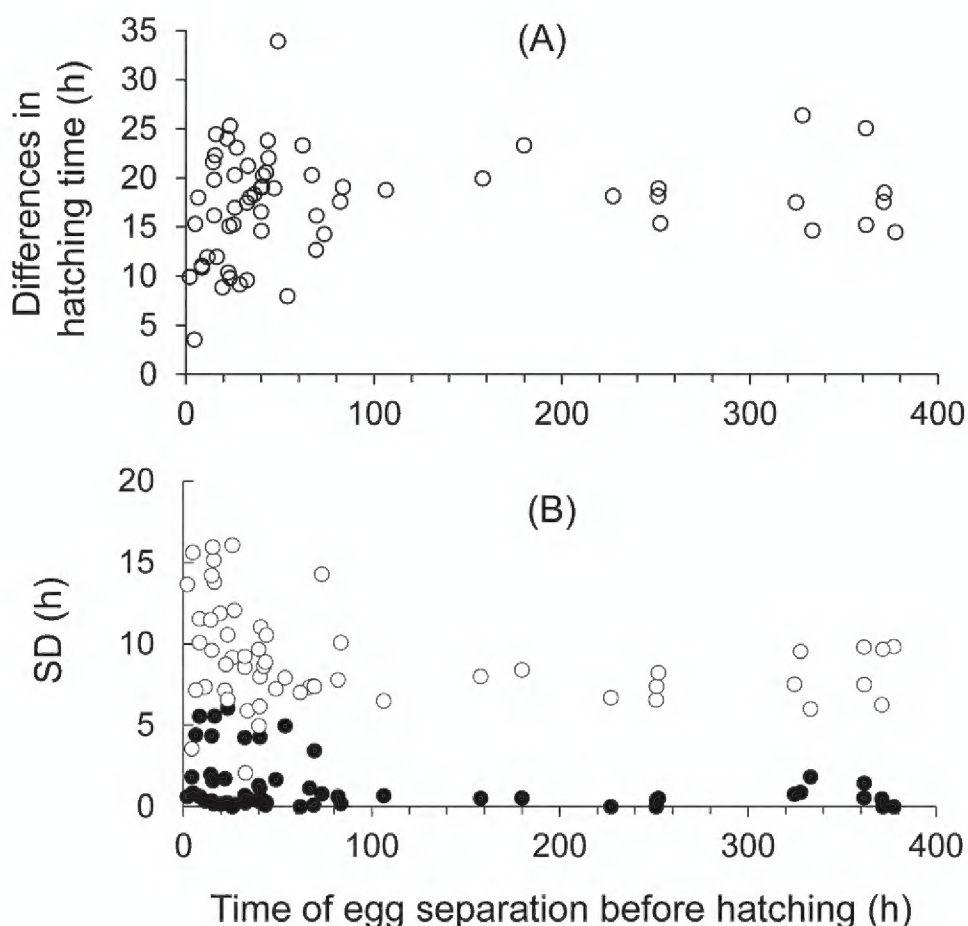 (A)
Differences in
hatching time (h)
35
30
25
20
15
10
5
0
0 100 200 300 400
(B)
SD (h)
20
15
10
5
0
0 100 200 300 400
Time of egg separation before hatching (h)